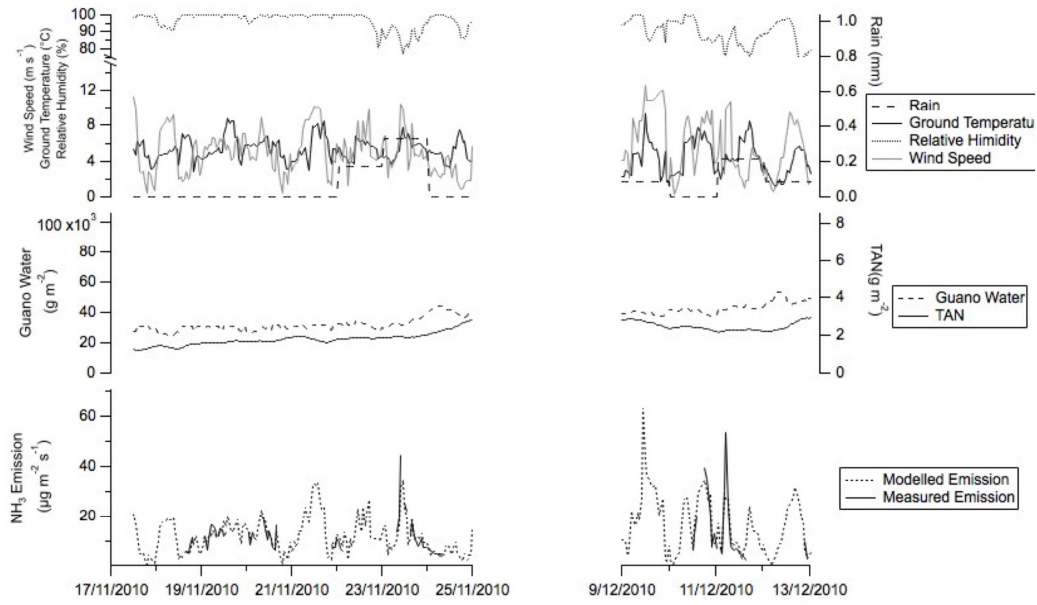 100
90
80
12
8
4
0
Wind Speed (m s⁻¹)
Ground Temperature (°C)
Relative Humidity (%)
1.0
0.8
0.6
0.4
0.2
0.0
Rain (mm)
Rain
Ground Temperatu
Relative Himidity
Wind Speed
100 x10³
80
60
40
20
0
Guano Water
(g m⁻²)
8
6
4
2
0
TAN(g m⁻²)
Guano Water
TAN
60
40
20
NH₃ Emission
(µg m⁻² s⁻¹)
Modelled Emission
Measured Emission
17/11/2010 19/11/2010 21/11/2010 23/11/2010 25/11/2010 9/12/2010 11/12/2010 13/12/2010